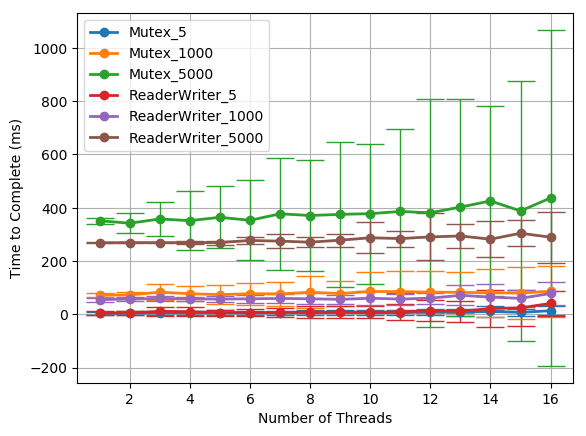 Mutex_5
Mutex_1000
Mutex_5000
ReaderWriter_5
ReaderWriter_1000
ReaderWriter_5000
Time to Complete (ms)
1000
800
600
400
200
0
−200
2 4 6 8 10 12 14 16
Number of Threads